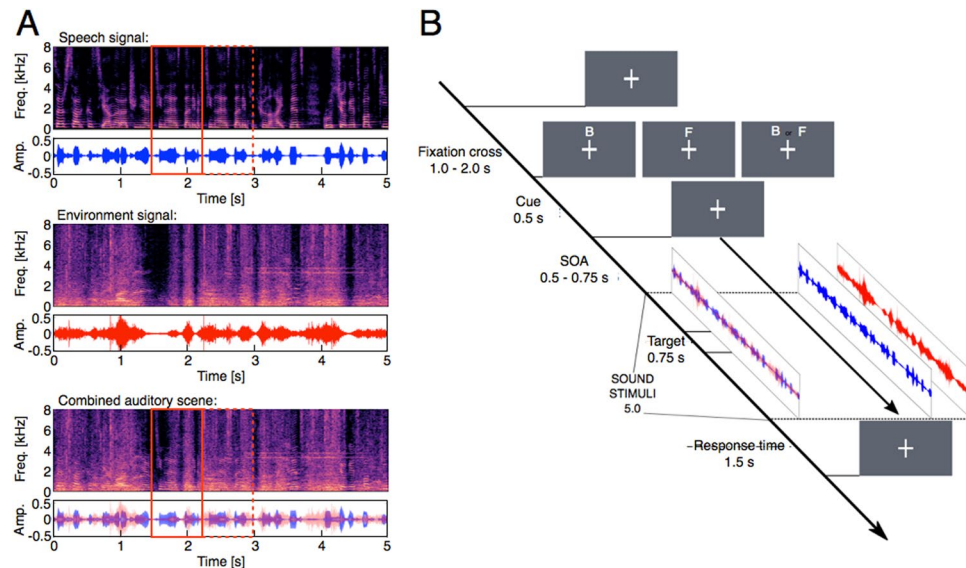 A
Speech signal:
Freq. [kHz]
8
6
4
2
0
Amp.
0.5
0
-0.5
0 1 2 3 4 5
Time [s]
Environment signal:
Freq. [kHz]
8
6
4
2
0
Amp.
0.5
0
-0.5
0 1 2 3 4 5
Time [s]
Combined auditory scene:
Freq. [kHz]
8
6
4
2
0
Amp.
0.5
0
-0.5
0 1 2 3 4 5
Time [s]
B
B F B or F
Fixation cross
1.0 - 2.0 s
Cue
0.5 s
SOA
0.5 - 0.75 s
Target
0.75 s
SOUND
STIMULI
5.0
Response time
1.5 s